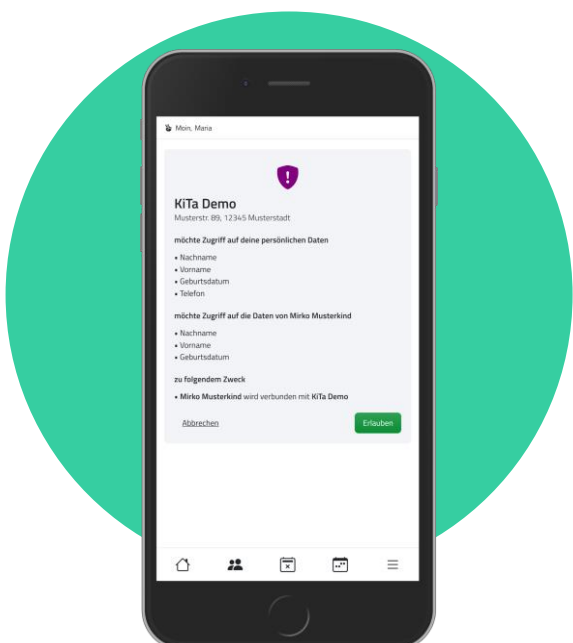 Moin, Maria
KiTa Demo
Musterstr. 89, 12345 Musterstadt
möchte Zugriff auf deine persönlichen Daten
• Nachname
• Vorname
• Geburtsdatum
• Telefon
möchte Zugriff auf die Daten von Mirko Musterkind
• Nachname
• Vorname
• Geburtsdatum
zu folgendem Zweck
• Mirko Musterkind wird verbunden mit KiTa Demo
Abbrechen
Erlauben